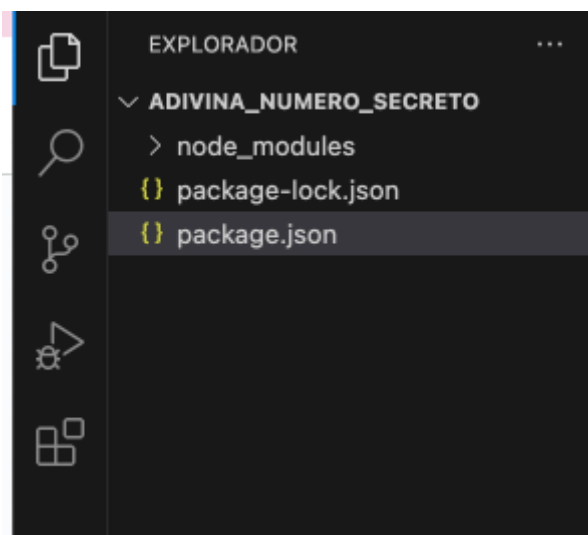 EXPLORADOR ...
ADIVINA_NUMERO_SECRETO
node_modules
{} package-lock.json
{} package.json